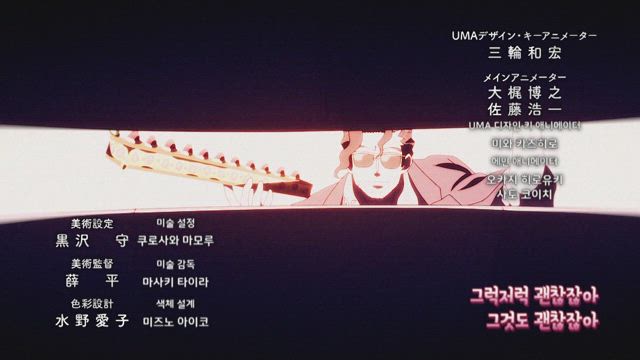 UMAデザイン・キーアニメーター
三輪和宏
メインアニメーター
大梶博之
佐藤浩一
UMA 디자인 키 애니메이터
미와 카즈히로
메인 애니메이터
오카지 히로유키
사토 코이치
美術設定 미술 설정
黒沢 守 쿠로사와 마모루
美術監督 미술 감독
薛 平 마사키 타이라
色彩設計 색채 설계
水野愛子 미즈노 아이코
그럭저럭 괜찮잖아
그것도 괜찮잖아